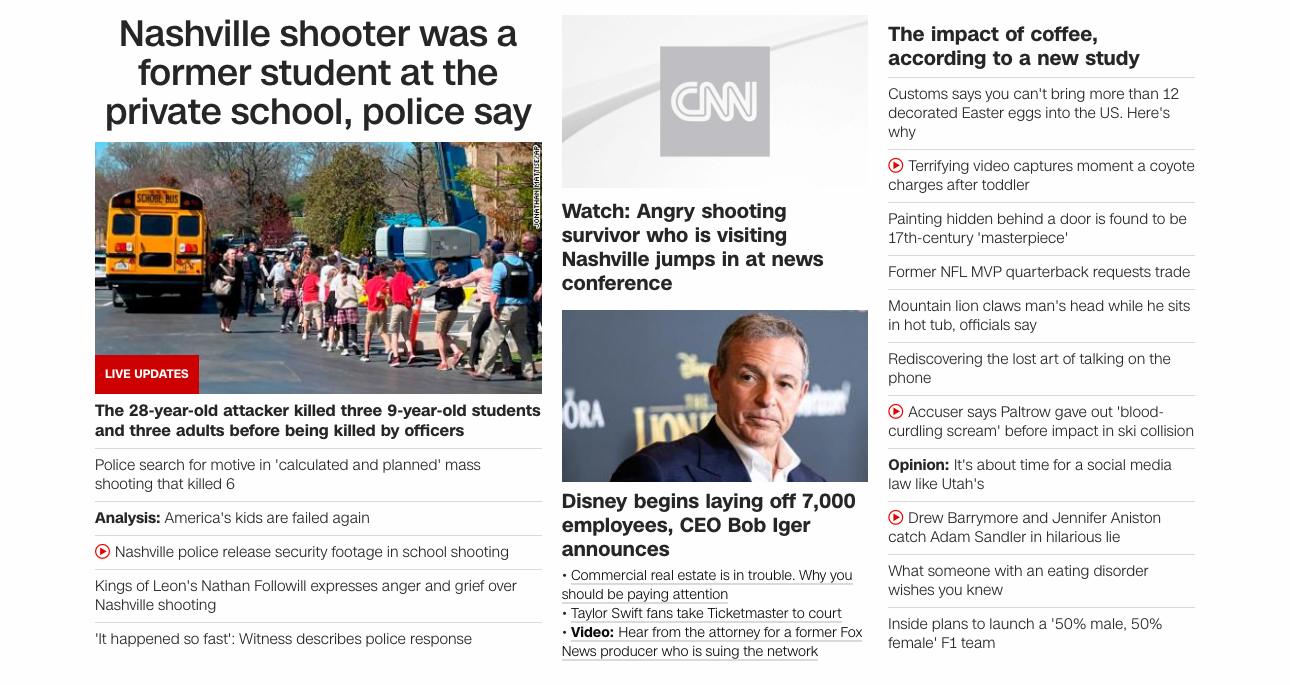 Nashville shooter was a
former student at the
private school, police say
SCHOOL BUS
JONATHAN MATTISE/AP
LIVE UPDATES
The 28-year-old attacker killed three 9-year-old students
and three adults before being killed by officers
Police search for motive in 'calculated and planned' mass
shooting that killed 6
Analysis: America's kids are failed again
Nashville police release security footage in school shooting
Kings of Leon's Nathan Followill expresses anger and grief over
Nashville shooting
'It happened so fast': Witness describes police response
CNN
Watch: Angry shooting
survivor who is visiting
Nashville jumps in at news
conference
Disney
THE
LION
ÓRA
Disney begins laying off 7,000
employees, CEO Bob Iger
announces
• Commercial real estate is in trouble. Why you
should be paying attention
• Taylor Swift fans take Ticketmaster to court
• Video: Hear from the attorney for a former Fox
News producer who is suing the network
The impact of coffee,
according to a new study
Customs says you can't bring more than 12
decorated Easter eggs into the US. Here's
why
Terrifying video captures moment a coyote
charges after toddler
Painting hidden behind a door is found to be
17th-century 'masterpiece'
Former NFL MVP quarterback requests trade
Mountain lion claws man's head while he sits
in hot tub, officials say
Rediscovering the lost art of talking on the
phone
Accuser says Paltrow gave out 'blood-
curdling scream' before impact in ski collision
Opinion: It's about time for a social media
law like Utah's
Drew Barrymore and Jennifer Aniston
catch Adam Sandler in hilarious lie
What someone with an eating disorder
wishes you knew
Inside plans to launch a '50% male, 50%
female' F1 team